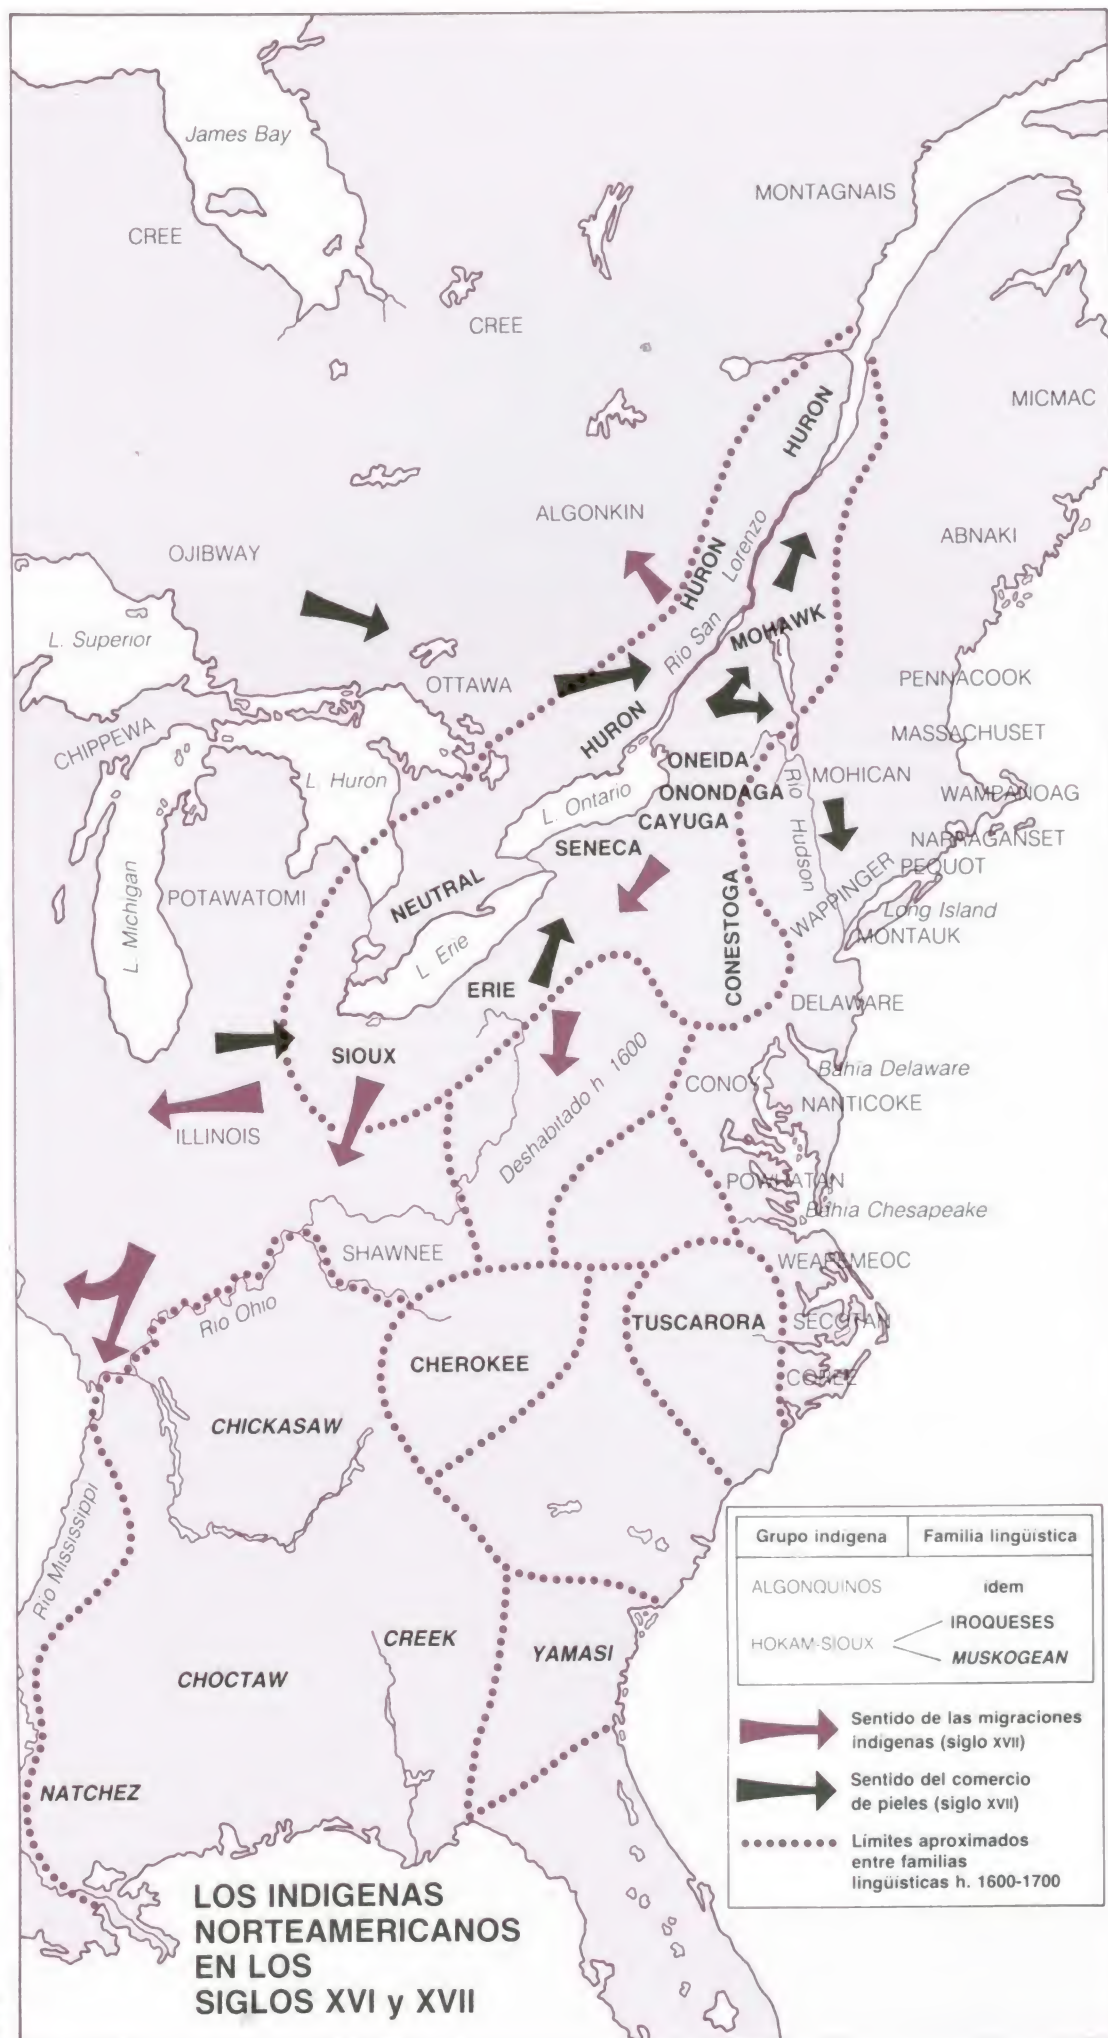 James Bay
MONTAGNAIS
CREE
CREE
MICMAC
HURON
ALGONKIN
Lorenzo
ABNAKI
OJIBWAY
HURON
L. Superior
Rio San
MOHAWK
OTTAWA
PENNACOOK
CHIPPEWA
HURON
MASSACHUSET
ONEIDA
L. Huron
MOHICAN
Rio Hudson
L. Ontario
ONONDAGA
WAMPANOAG
CAYUGA
NARRAGANSET
SENECA
PEQUOT
L. Michigan
POTAWATOMI
NEUTRAL
WAPPINGER
Long Island
MONTAUK
CONESTOGA
L. Erie
ERIE
DELAWARE
SIOUX
Deshabitado h 1600
Bahia Delaware
CONOY
NANTICOKE
ILLINOIS
POWHATAN
Bahia Chesapeake
SHAWNEE
WEAPEMEOC
Rio Ohio
TUSCARORA
SECOTAN
CHEROKEE
COREE
CHICKASAW
Rio Mississippi
CREEK
YAMASI
CHOCTAW
NATCHEZ
Grupo indigena Familia lingüistica
ALGONQUINOS idem
HOKAM-SIOUX IROQUESES
MUSKOGEAN
Sentido de las migraciones
indigenas (siglo XVII)
Sentido del comercio
de pieles (siglo XVII)
Limites aproximados
entre familias
lingüisticas h. 1600-1700
LOS INDIGENAS
NORTEAMERICANOS
EN LOS
SIGLOS XVI y XVII